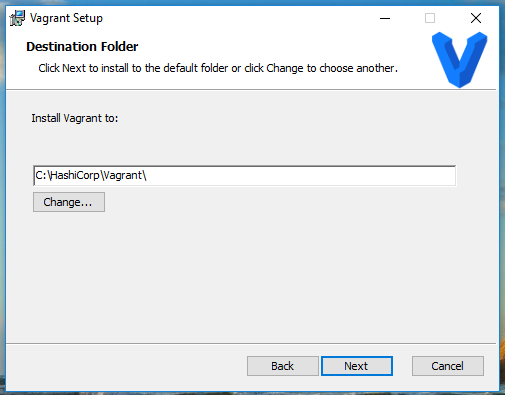 Vagrant Setup
Destination Folder
Click Next to install to the default folder or click Change to choose another.
Install Vagrant to:
C:\HashiCorp\Vagrant\
Change...
Back Next Cancel